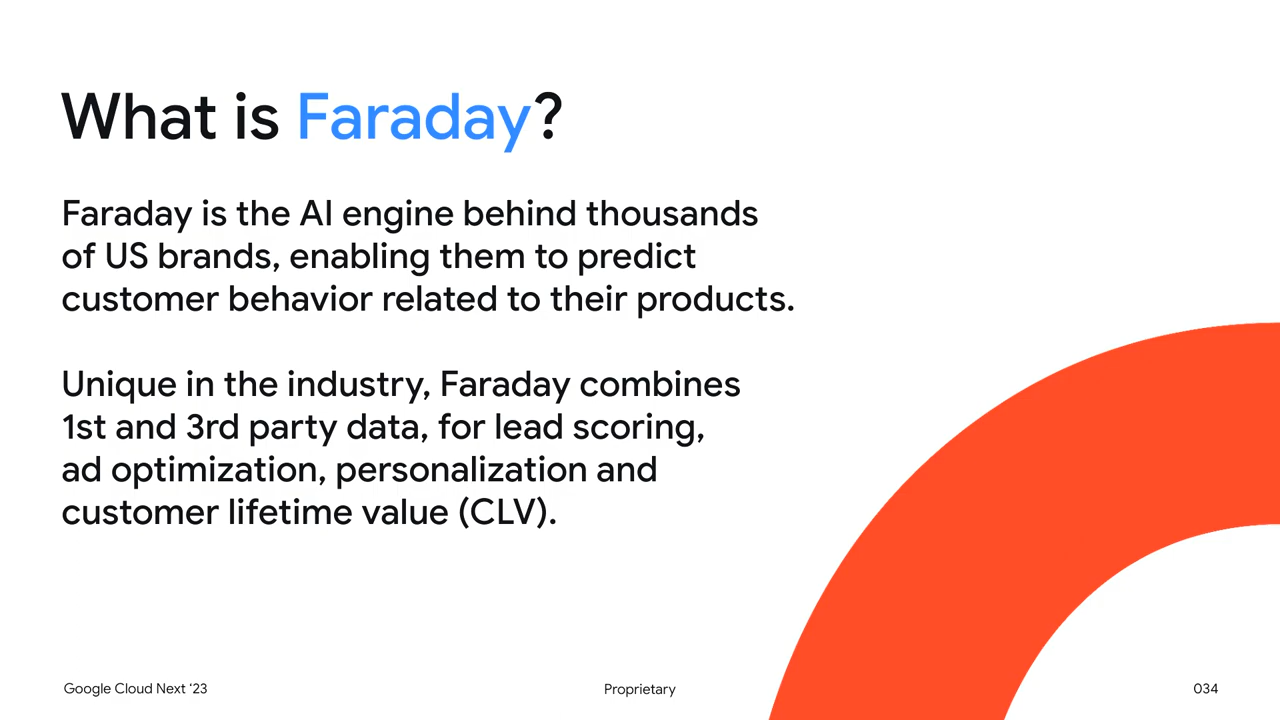 What is Faraday?
Faraday is the AI engine behind thousands
of US brands, enabling them to predict
customer behavior related to their products.
Unique in the industry, Faraday combines
1st and 3rd party data, for lead scoring,
ad optimization, personalization and
customer lifetime value (CLV).
Google Cloud Next ‘23
Proprietary
034